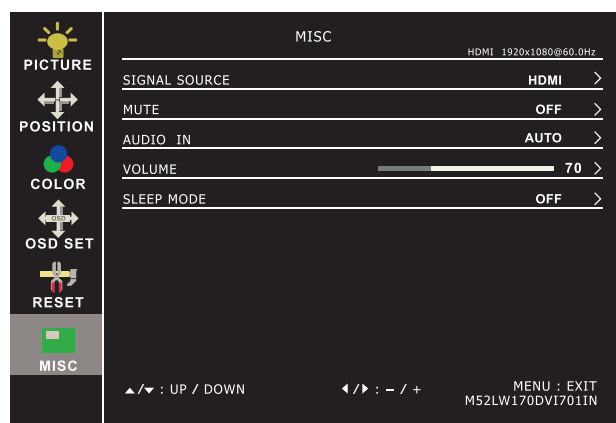 MISC
HDMI 1920x1080@60.0Hz
PICTURE
POSITION
COLOR
OSD
OSD SET
RESET
MISC
SIGNAL SOURCE HDMI >
MUTE OFF >
AUDIO IN AUTO >
VOLUME 70 >
SLEEP MODE OFF >
▲/▼ : UP / DOWN ◀/▶ : – / + MENU : EXIT
M52LW170DVI701IN